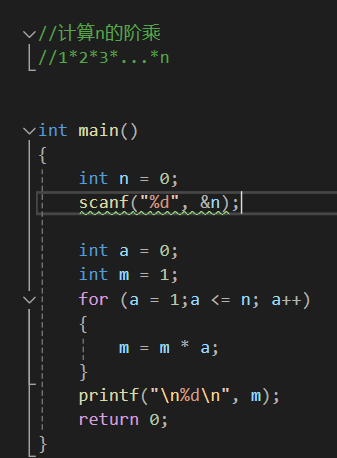 //计算n的阶乘
//1*2*3*...*n
int main()
{
int n = 0;
scanf("%d", &n);
int a = 0;
int m = 1;
for (a = 1;a <= n; a++)
{
m = m * a;
}
printf("\n%d\n", m);
return 0;
}